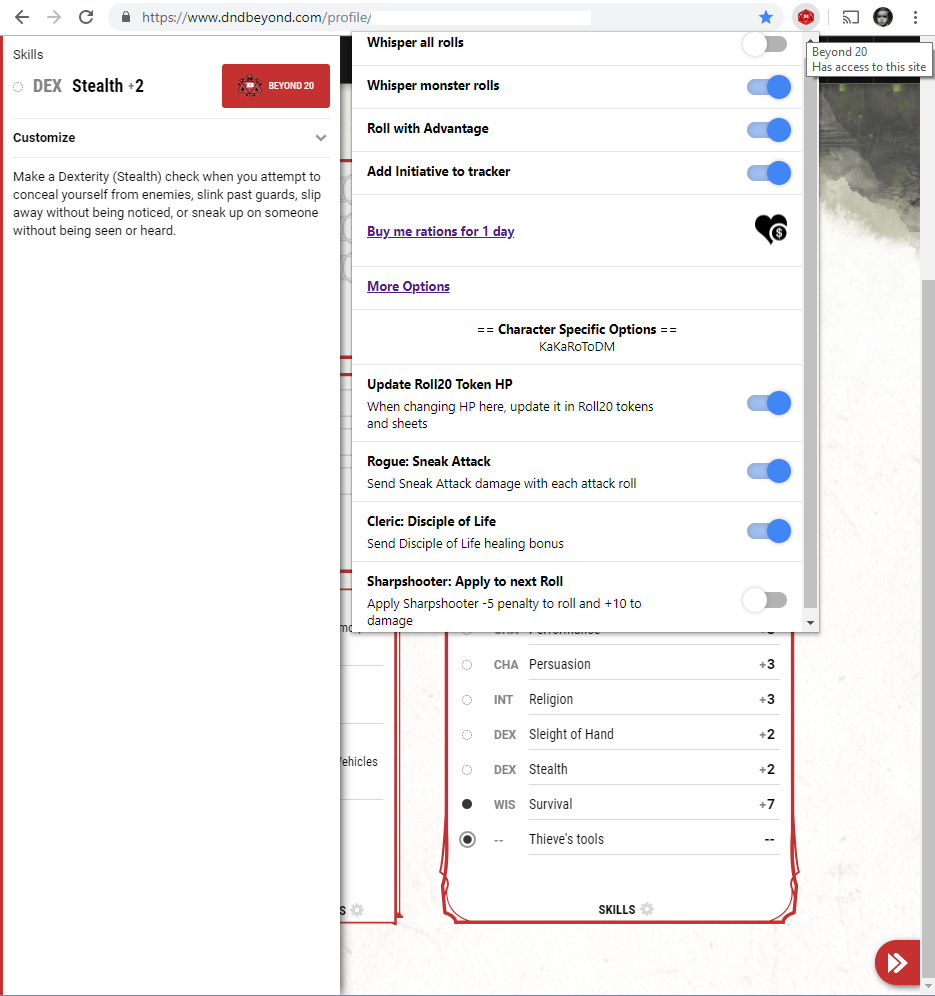 https://www.dndbeyond.com/profile/
Beyond 20
Has access to this site
Skills
DEX Stealth +2
BEYOND 20
Customize
Make a Dexterity (Stealth) check when you attempt to
conceal yourself from enemies, slink past guards, slip
away without being noticed, or sneak up on someone
without being seen or heard.
Whisper all rolls
Whisper monster rolls
Roll with Advantage
Add Initiative to tracker
Buy me rations for 1 day
$
More Options
== Character Specific Options ==
KaKaRoToDM
Update Roll20 Token HP
When changing HP here, update it in Roll20 tokens
and sheets
Rogue: Sneak Attack
Send Sneak Attack damage with each attack roll
Cleric: Disciple of Life
Send Disciple of Life healing bonus
Sharpshooter: Apply to next Roll
Apply Sharpshooter -5 penalty to roll and +10 to
damage
CHA Persuasion +3
INT Religion +3
DEX Sleight of Hand +2
DEX Stealth +2
WIS Survival +7
-- Thieve's tools --
SKILLS